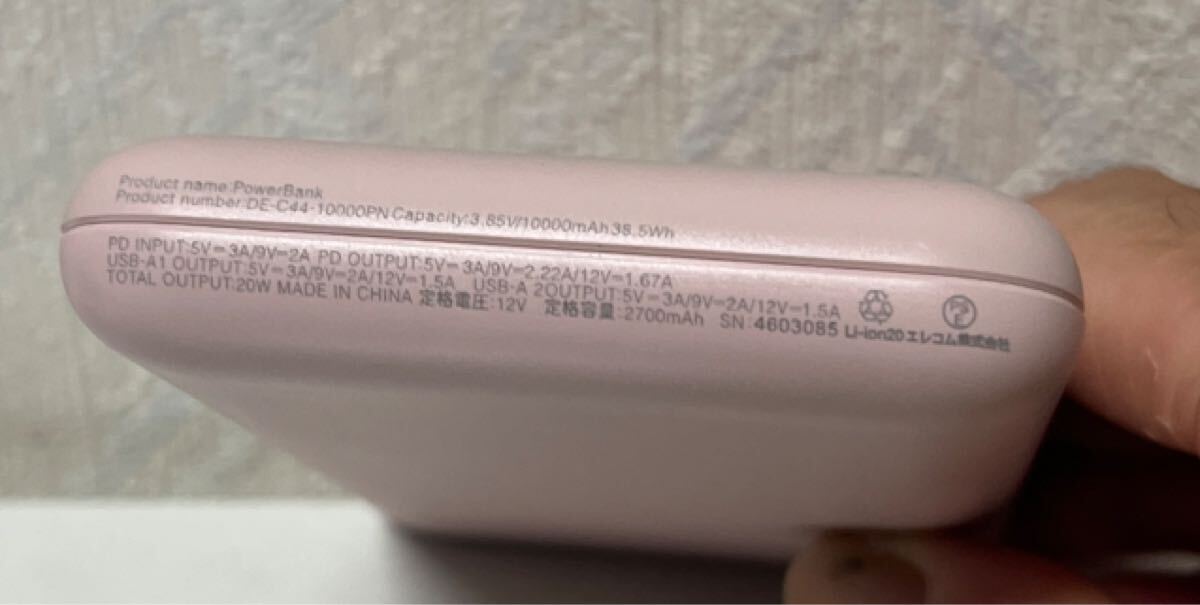 Product name:PowerBank
Product number:DE-C44-10000PN Capacity:3.85V/10000mAh 38.5Wh
PD INPUT:5V⎓3A/9V⎓2A PD OUTPUT:5V⎓3A/9V⎓2.22A/12V⎓1.67A
USB-A1 OUTPUT:5V⎓3A/9V⎓2A/12V⎓1.5A USB-A 2OUTPUT:5V⎓3A/9V⎓2A/12V⎓1.5A
TOTAL OUTPUT:20W MADE IN CHINA 定格電圧:12V 定格容量:2700mAh SN:4603085 Li-ion20 エレコム株式会社